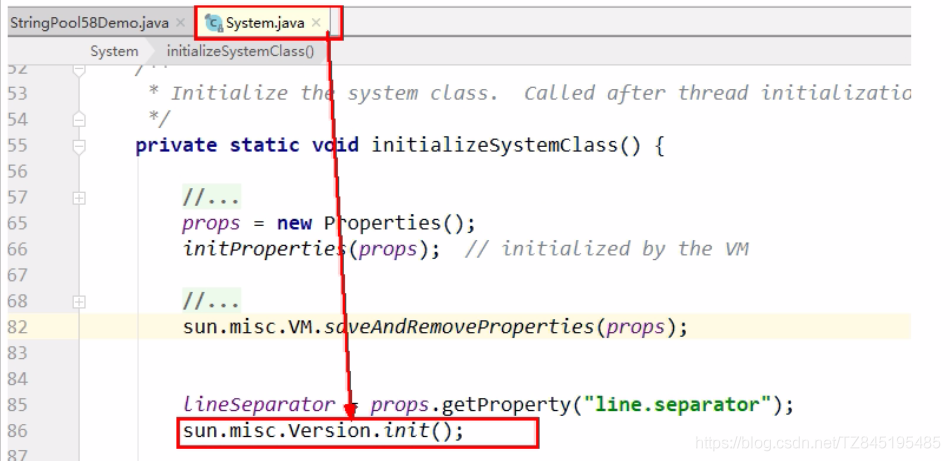 StringPool58Demo.java × System.java ×
System initializeSystemClass()
52 /**
53 * Initialize the system class. Called after thread initializatio
54 */
55 private static void initializeSystemClass() {
56
57 //...
65 props = new Properties();
66 initProperties(props); // initialized by the VM
67
68 //...
82 sun.misc.VM.saveAndRemoveProperties(props);
83
84
85 lineSeparator = props.getProperty("line.separator");
86 sun.misc.Version.init();
87
https://blog.csdn.net/TZ845195485